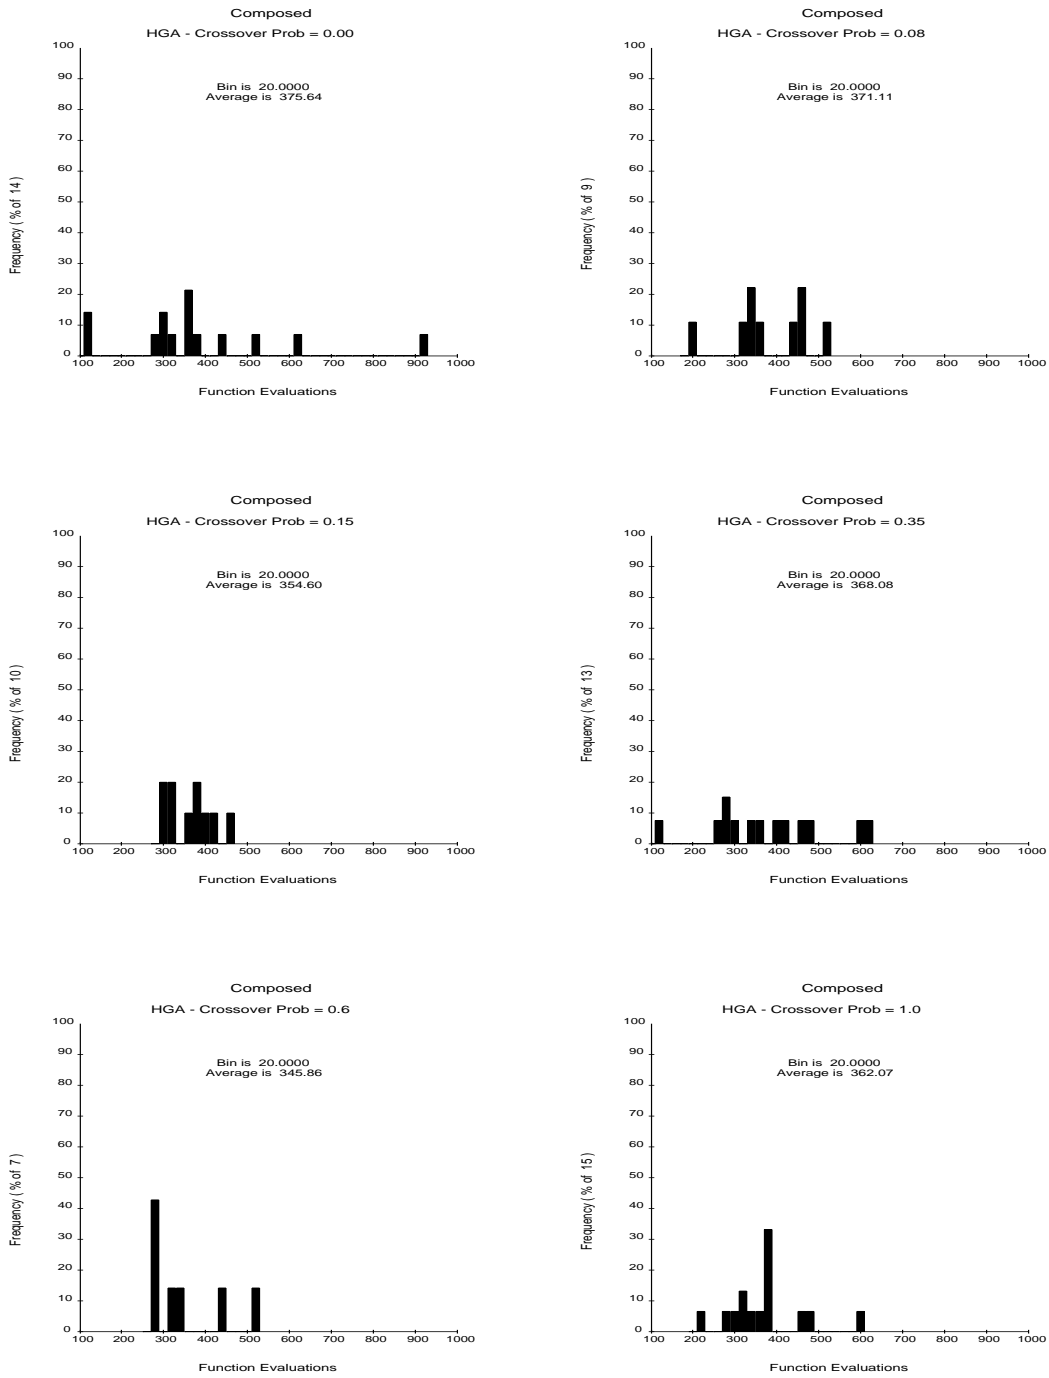 Composed
HGA - Crossover Prob = 0.00
Bin is 20.0000
Average is 375.64
Frequency ( % of 14 )
100
90
80
70
60
50
40
30
20
10
0
100 200 300 400 500 600 700 800 900 1000
Function Evaluations
Composed
HGA - Crossover Prob = 0.08
Bin is 20.0000
Average is 371.11
Frequency ( % of 9 )
100
90
80
70
60
50
40
30
20
10
0
100 200 300 400 500 600 700 800 900 1000
Function Evaluations
Composed
HGA - Crossover Prob = 0.15
Bin is 20.0000
Average is 354.60
Frequency ( % of 10 )
100
90
80
70
60
50
40
30
20
10
0
100 200 300 400 500 600 700 800 900 1000
Function Evaluations
Composed
HGA - Crossover Prob = 0.35
Bin is 20.0000
Average is 368.08
Frequency ( % of 13 )
100
90
80
70
60
50
40
30
20
10
0
100 200 300 400 500 600 700 800 900 1000
Function Evaluations
Composed
HGA - Crossover Prob = 0.6
Bin is 20.0000
Average is 345.86
Frequency ( % of 7 )
100
90
80
70
60
50
40
30
20
10
0
100 200 300 400 500 600 700 800 900 1000
Function Evaluations
Composed
HGA - Crossover Prob = 1.0
Bin is 20.0000
Average is 362.07
Frequency ( % of 15 )
100
90
80
70
60
50
40
30
20
10
0
100 200 300 400 500 600 700 800 900 1000
Function Evaluations